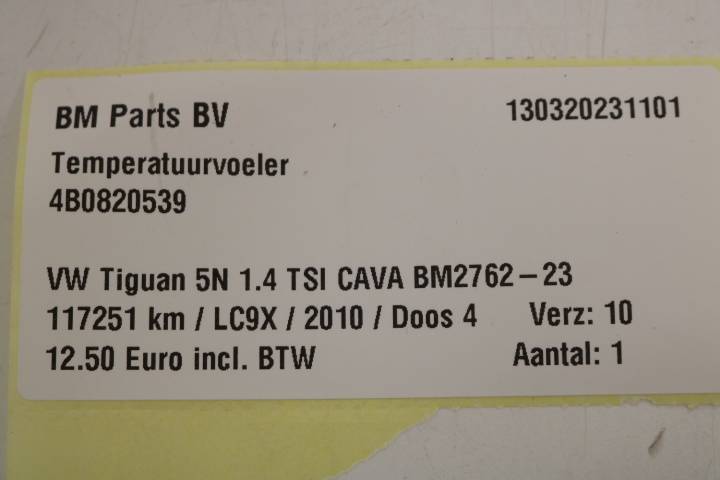 BM Parts BV 130320231101
Temperatuurvoeler
4B0820539
VW Tiguan 5N 1.4 TSI CAVA BM2762-23
117251 km / LC9X / 2010 / Doos 4 Verz: 10
12.50 Euro incl. BTW Aantal: 1